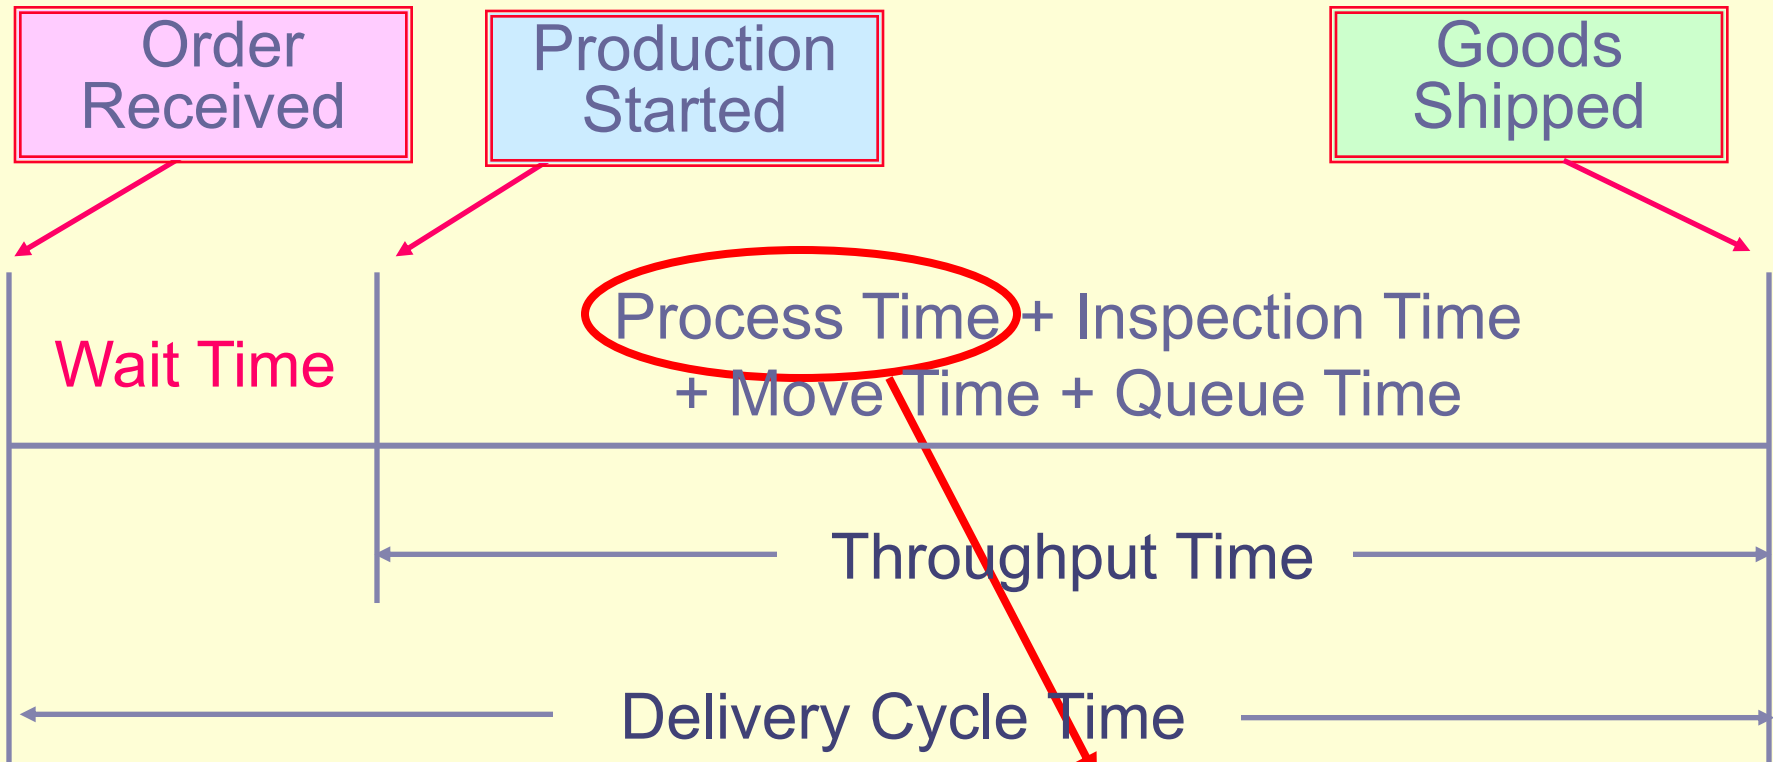 Order
Received
Production
Started
Goods
Shipped
Wait Time
Process Time + Inspection Time
+ Move Time + Queue Time
Throughput Time
Delivery Cycle Time